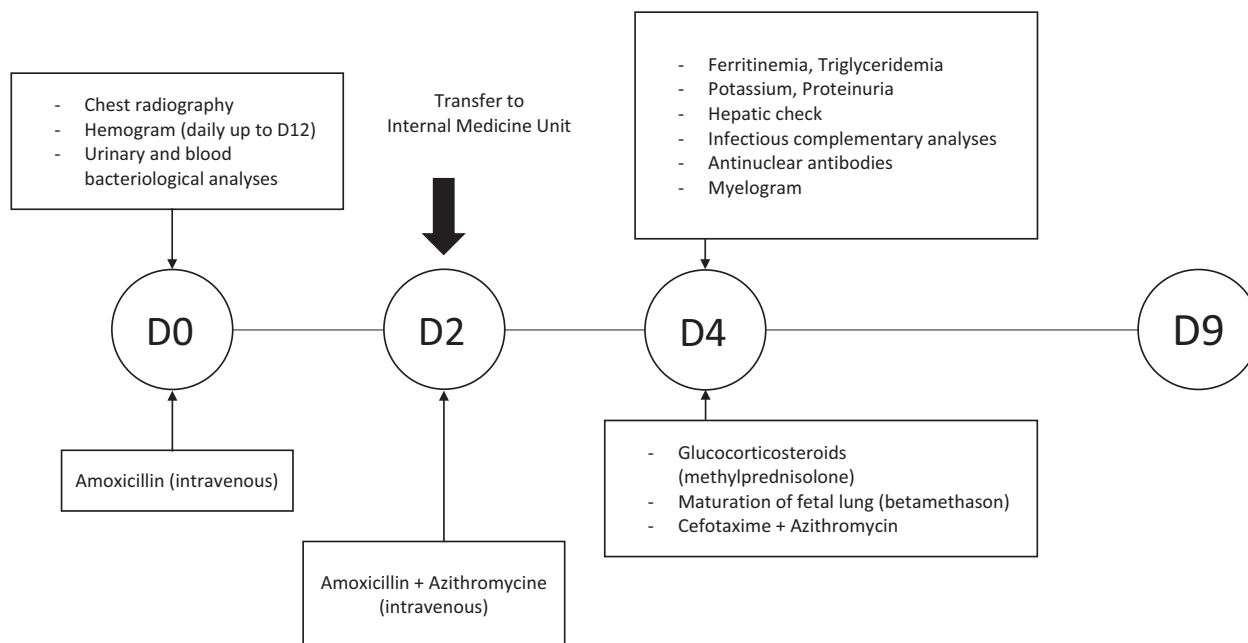 - Chest radiography
- Hemogram (daily up to D12)
- Urinary and blood
bacteriological analyses
Transfer to
Internal Medicine Unit
- Ferritinemia, Triglyceridemia
- Potassium, Proteinuria
- Hepatic check
- Infectious complementary analyses
- Antinuclear antibodies
- Myelogram
D0
D2
D4
D9
Amoxicillin (intravenous)
Amoxicillin + Azithromycine
(intravenous)
- Glucocorticosteroids
(methylprednisolone)
- Maturation of fetal lung (betamethason)
- Cefotaxime + Azithromycin